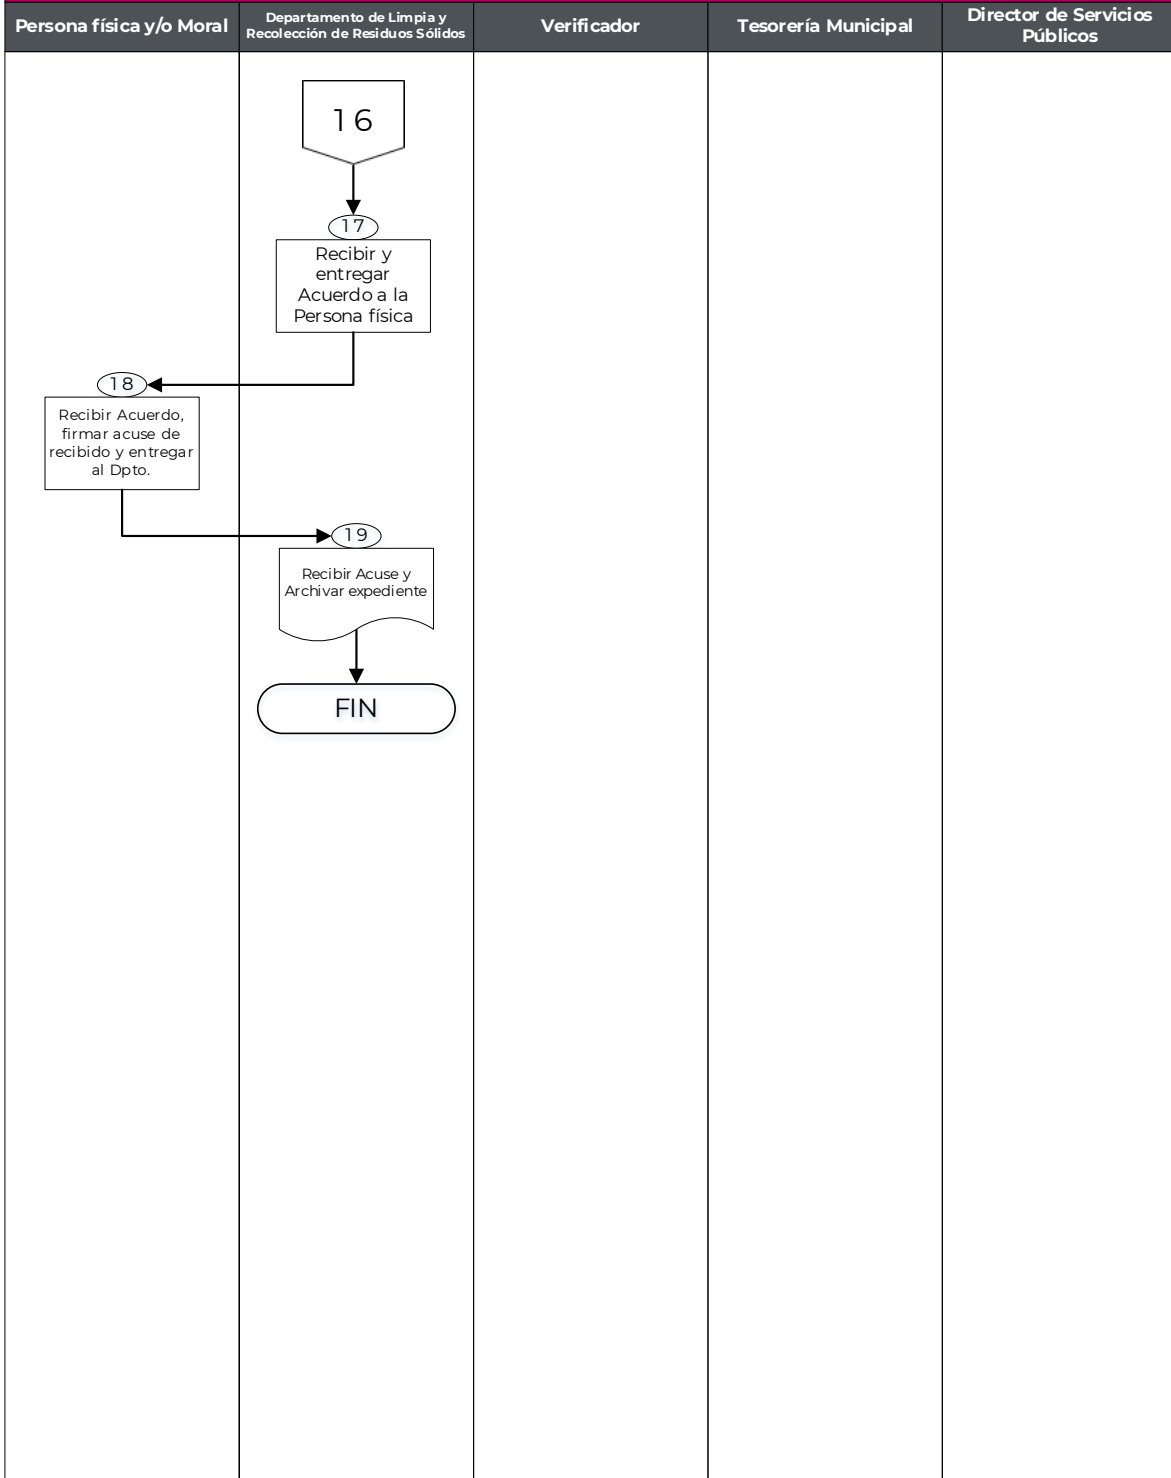 Persona física y/o Moral
Departamento de Limpia y
Recolección de Residuos Sólidos
Verificador
Tesorería Municipal
Director de Servicios
Públicos
16
17
Recibir y
entregar
Acuerdo a la
Persona física
18
Recibir Acuerdo,
firmar acuse de
recibido y entregar
al Dpto.
19
Recibir Acuse y
Archivar expediente
FIN